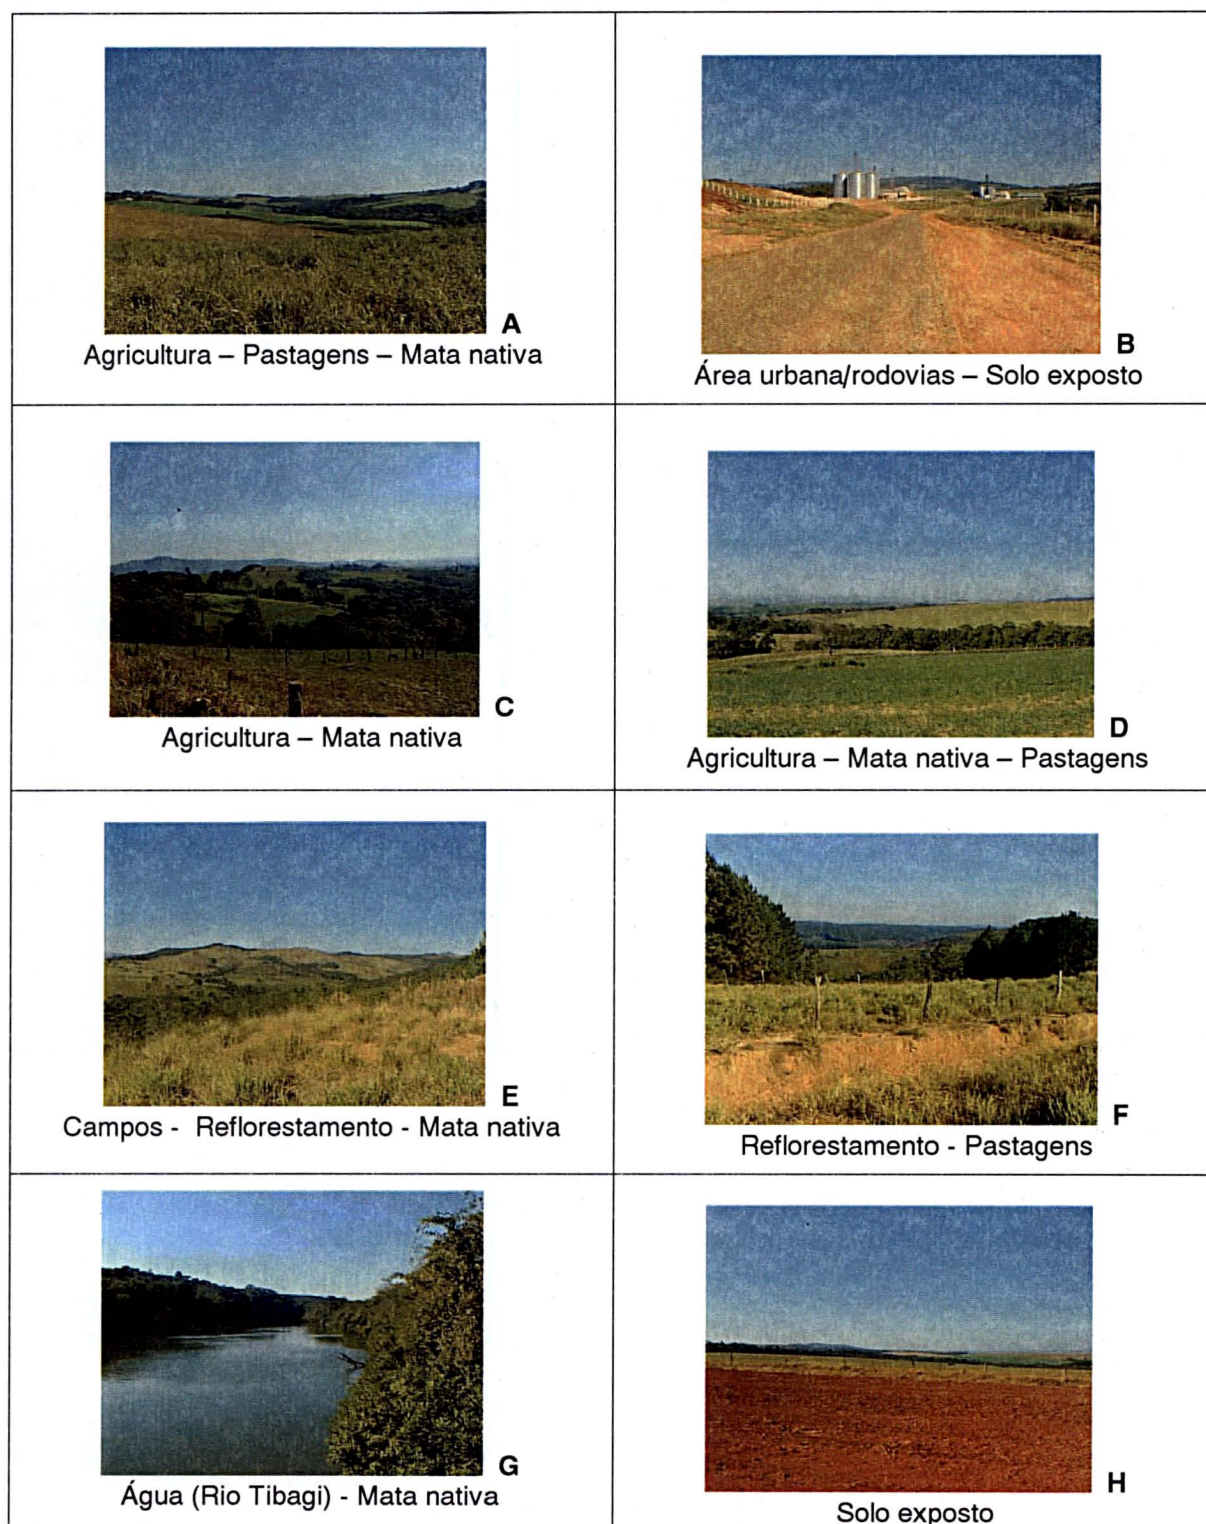 A
Agricultura – Pastagens – Mata nativa
B
Área urbana/rodovias – Solo exposto
C
Agricultura – Mata nativa
D
Agricultura – Mata nativa – Pastagens
E
Campos - Reflorestamento - Mata nativa
F
Reflorestamento - Pastagens
G
Água (Rio Tibagi) - Mata nativa
H
Solo exposto